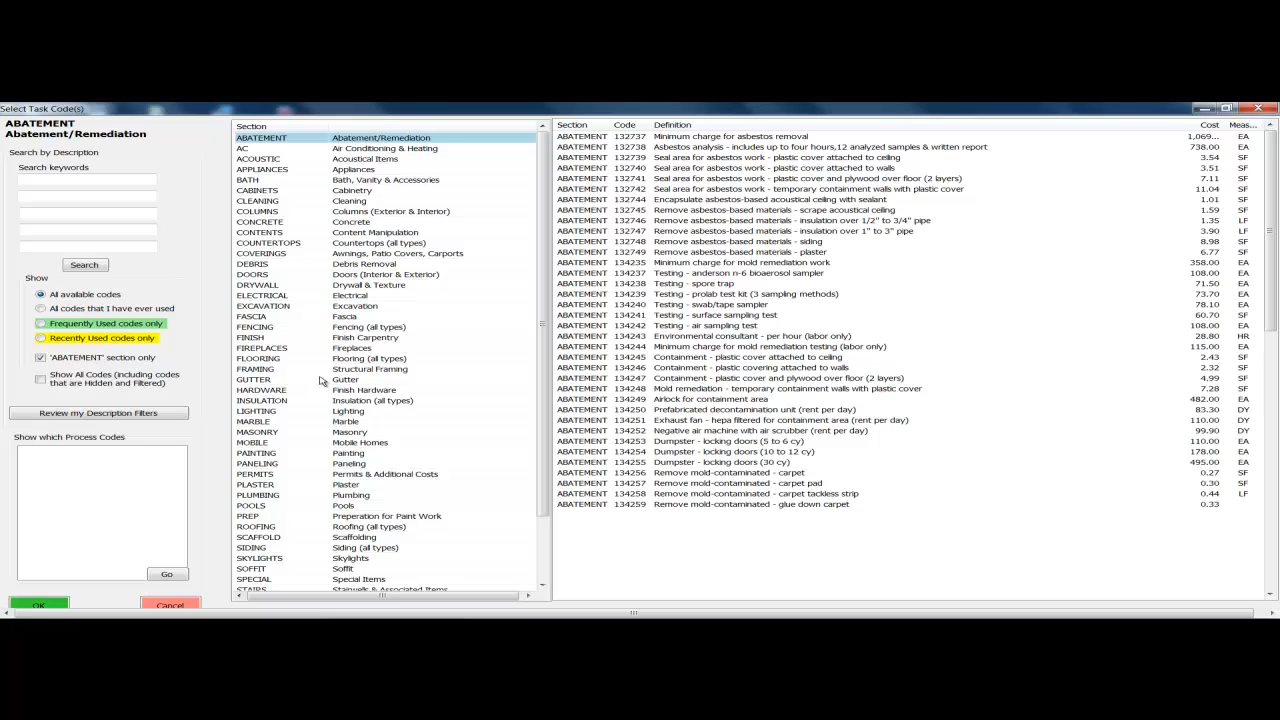 Select Task Code(s)
ABATEMENT
Abatement/Remediation
Search by Description
Search keywords
Search
Show
All available codes
All codes that I have ever used
Frequently Used codes only
Recently Used codes only
'ABATEMENT' section only
Show All Codes (including codes
that are Hidden and Filtered)
Review my Description Filters
Show which Process Codes
Go
OK
Cancel
Section
ABATEMENT Abatement/Remediation
AC Air Conditioning & Heating
ACOUSTIC Acoustical Items
APPLIANCES Appliances
BATH Bath, Vanity & Accessories
CABINETS Cabinetry
CLEANING Cleaning
COLUMNS Columns (Exterior & Interior)
CONCRETE Concrete
CONTENTS Content Manipulation
COUNTERTOPS Countertops (all types)
COVERINGS Awnings, Patio Covers, Carports
DEBRIS Debris Removal
DOORS Doors (Interior & Exterior)
DRYWALL Drywall & Texture
ELECTRICAL Electrical
EXCAVATION Excavation
FASCIA Fascia
FENCING Fencing (all types)
FINISH Finish Carpentry
FIREPLACES Fireplaces
FLOORING Flooring (all types)
FRAMING Structural Framing
GUTTER Gutter
HARDWARE Finish Hardware
INSULATION Insulation (all types)
LIGHTING Lighting
MARBLE Marble
MASONRY Masonry
MOBILE Mobile Homes
PAINTING Painting
PANELING Paneling
PERMITS Permits & Additional Costs
PLASTER Plaster
PLUMBING Plumbing
POOLS Pools
PREP Preperation for Paint Work
ROOFING Roofing (all types)
SCAFFOLD Scaffolding
SIDING Siding (all types)
SKYLIGHTS Skylights
SOFFIT Soffit
SPECIAL Special Items
STAIRS Stairwells & Associated Items
Section Code Definition Cost Meas...
ABATEMENT 132737 Minimum charge for asbestos removal 1,069... EA
ABATEMENT 132738 Asbestos analysis - includes up to four hours,12 analyzed samples & written report 738.00 EA
ABATEMENT 132739 Seal area for asbestos work - plastic cover attached to ceiling 3.54 SF
ABATEMENT 132740 Seal area for asbestos work - plastic cover attached to walls 3.51 SF
ABATEMENT 132741 Seal area for asbestos work - plastic cover and plywood over floor (2 layers) 7.11 SF
ABATEMENT 132742 Seal area for asbestos work - temporary containment walls with plastic cover 11.04 SF
ABATEMENT 132744 Encapsulate asbestos-based acoustical ceiling with sealant 1.01 SF
ABATEMENT 132745 Remove asbestos-based materials - scrape acoustical ceiling 1.59 SF
ABATEMENT 132746 Remove asbestos-based materials - insulation over 1/2" to 3/4" pipe 1.35 LF
ABATEMENT 132747 Remove asbestos-based materials - insulation over 1" to 3" pipe 3.90 LF
ABATEMENT 132748 Remove asbestos-based materials - siding 8.98 SF
ABATEMENT 132749 Remove asbestos-based materials - plaster 6.77 SF
ABATEMENT 134235 Minimum charge for mold remediation work 358.00 EA
ABATEMENT 134237 Testing - anderson n-6 bioaerosol sampler 108.00 EA
ABATEMENT 134238 Testing - spore trap 71.50 EA
ABATEMENT 134239 Testing - prolab test kit (3 sampling methods) 73.70 EA
ABATEMENT 134240 Testing - swab/tape sampler 78.10 EA
ABATEMENT 134241 Testing - surface sampling test 60.70 EA
ABATEMENT 134242 Testing - air sampling test 108.00 EA
ABATEMENT 134243 Environmental consultant - per hour (labor only) 28.80 HR
ABATEMENT 134244 Minimum charge for mold remediation testing (labor only) 115.00 EA
ABATEMENT 134245 Containment - plastic cover attached to ceiling 2.43 SF
ABATEMENT 134246 Containment - plastic covering attached to walls 2.32 SF
ABATEMENT 134247 Containment - plastic cover and plywood over floor (2 layers) 4.99 SF
ABATEMENT 134248 Mold remediation - temporary containment walls with plastic cover 7.28 SF
ABATEMENT 134249 Airlock for containment area 482.00 EA
ABATEMENT 134250 Prefabricated decontamination unit (rent per day) 83.30 DY
ABATEMENT 134251 Exhaust fan - hepa filtered for containment area (rent per day) 110.00 DY
ABATEMENT 134252 Negative air machine with air scrubber (rent per day) 99.90 DY
ABATEMENT 134253 Dumpster - locking doors (5 to 6 cy) 110.00 EA
ABATEMENT 134254 Dumpster - locking doors (10 to 12 cy) 178.00 EA
ABATEMENT 134255 Dumpster - locking doors (30 cy) 495.00 EA
ABATEMENT 134256 Remove mold-contaminated - carpet 0.27 SF
ABATEMENT 134257 Remove mold-contaminated - carpet pad 0.30 SF
ABATEMENT 134258 Remove mold-contaminated - carpet tackless strip 0.44 LF
ABATEMENT 134259 Remove mold-contaminated - glue down carpet 0.33